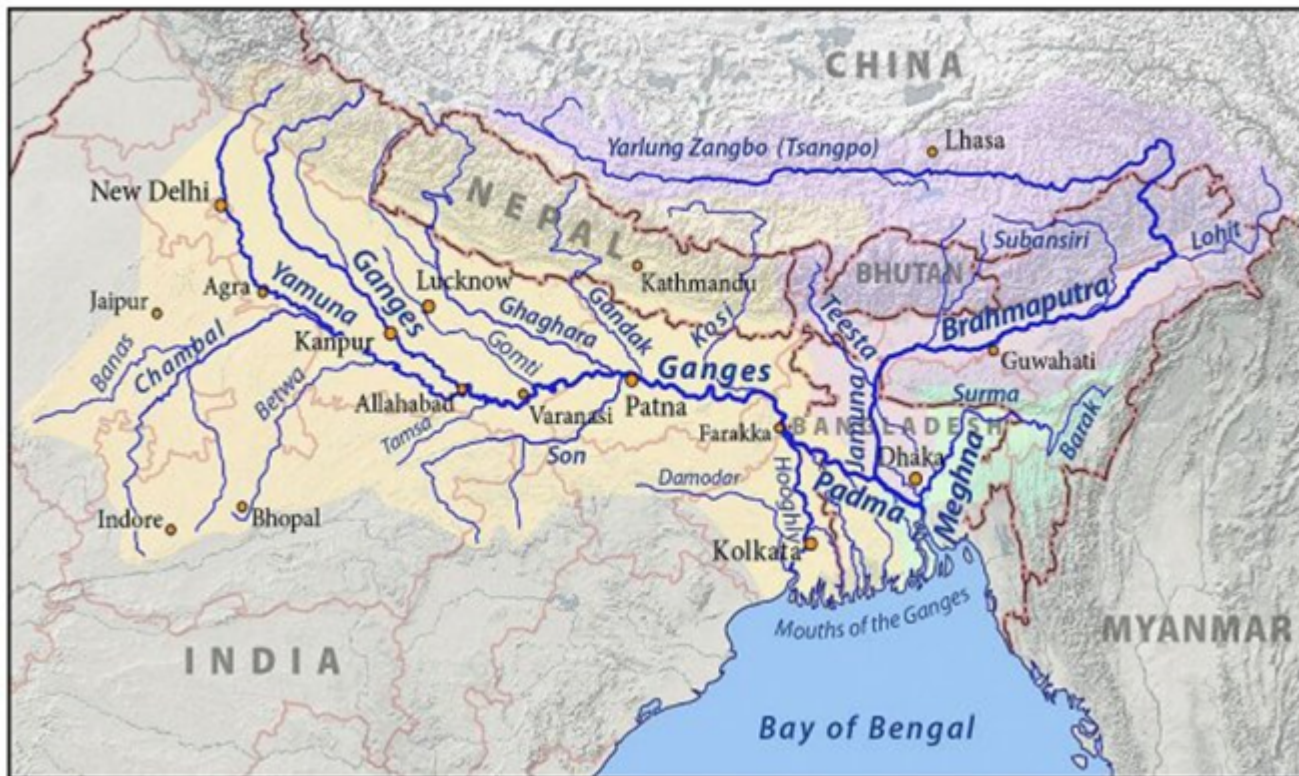 CHINA
Yarlung Zangbo (Tsangpo)
Lhasa
New Delhi
NEPAL
Subansiri
Lohit
BHUTAN
Kathmandu
Agra
Yamuna
Ganges
Lucknow
Jaipur
Ghaghara
Gandak
Kosi
Teesta
Brahmaputra
Guwahati
Banas
Chambal
Kanpur
Gomti
Ganges
Betwa
Allahabad
Varanasi
Patna
Surma
Tamsa
Son
Farakka
BANGLADESH
Jamuna
Barak
Dhaka
Damodar
Hooghly
Padma
Meghna
Indore
Bhopal
Kolkata
Mouths of the Ganges
INDIA
MYANMAR
Bay of Bengal